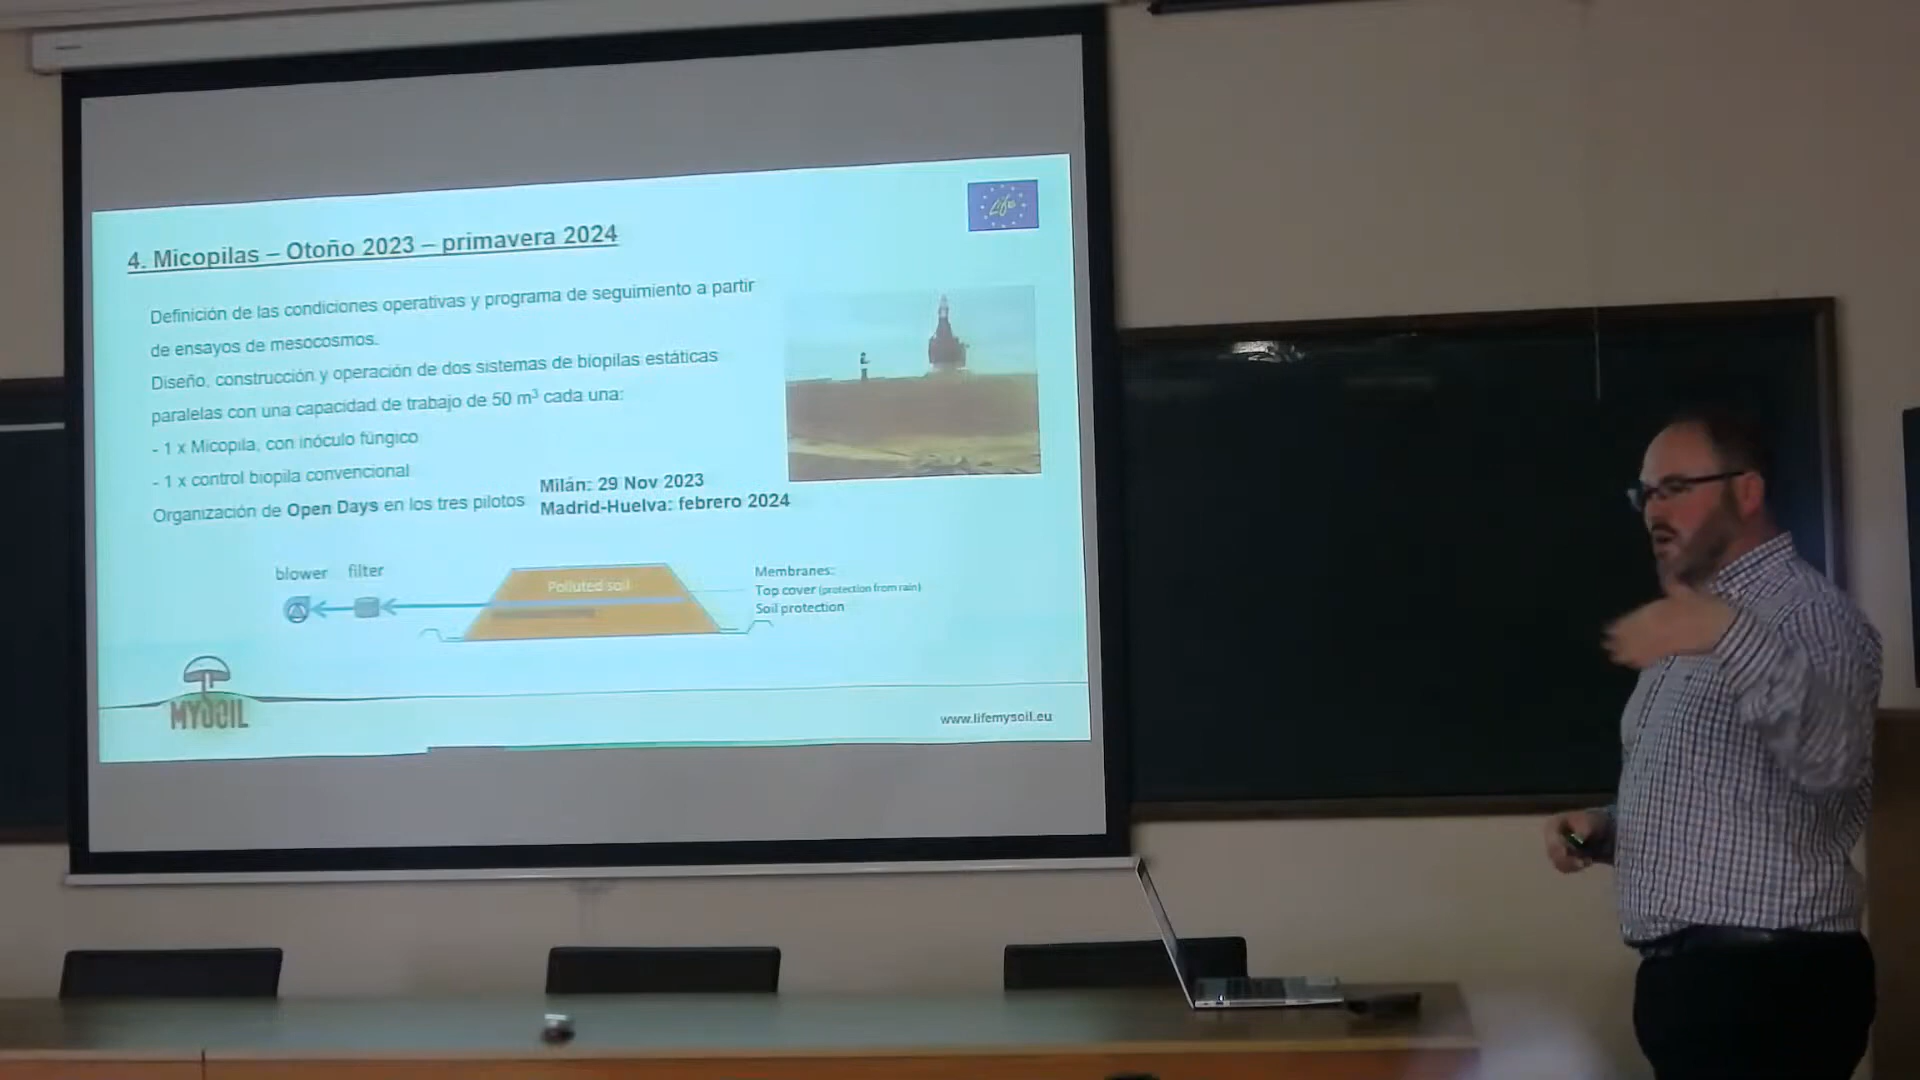 Life
4. Micopilas – Otoño 2023 – primavera 2024
Definición de las condiciones operativas y programa de seguimiento a partir
de ensayos de mesocosmos.
Diseño, construcción y operación de dos sistemas de biopilas estáticas
paralelas con una capacidad de trabajo de 50 m³ cada una:
- 1 x Micopila, con inóculo fúngico
- 1 x control biopila convencional
Organización de Open Days en los tres pilotos
Milán: 29 Nov 2023
Madrid-Huelva: febrero 2024
blower filter
Polluted soil
Membranes:
Top cover (protection from rain)
Soil protection
MYSOIL
www.lifemysoil.eu